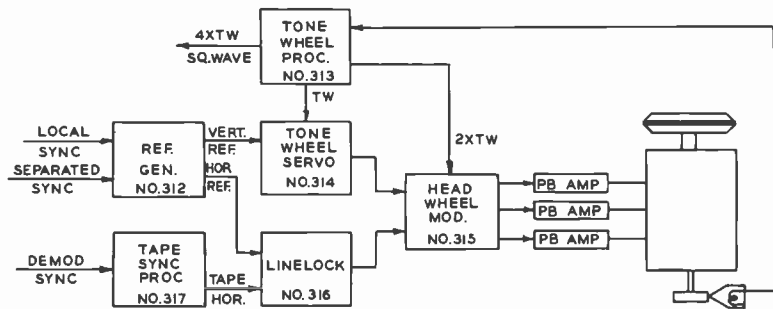 4XTW
SQ.WAVE
TONE
WHEEL
PROC.
NO.313
TW
2XTW
LOCAL
SYNC
SEPARATED
SYNC
REF.
GEN.
NO.312
VERT.
REF.
HOR.
REF.
TONE
WHEEL
SERVO
NO.314
HEAD
WHEEL
MOD.
NO.315
PB AMP
PB AMP
PB AMP
DEMOD
SYNC
TAPE
SYNC
PROC
NO.317
TAPE
HOR.
LINELOCK
NO.316